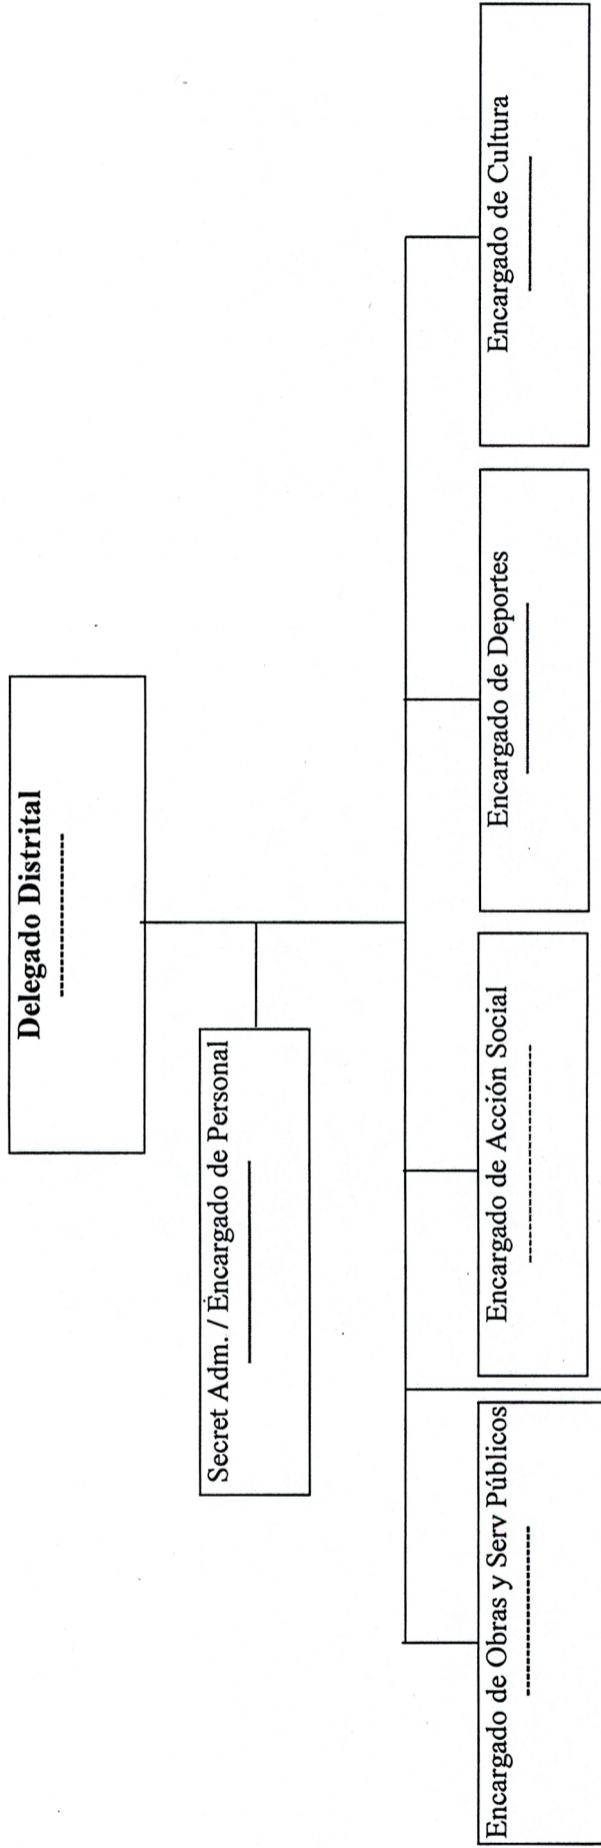 Delegado Distrital
Secret Adm. / Encargado de Personal
Encargado de Obras y Serv Públicos
Encargado de Acción Social
Encargado de Deportes
Encargado de Cultura